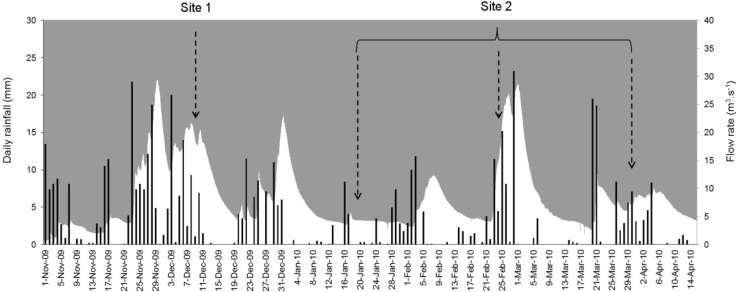 Site 1
Site 2
Daily rainfall (mm)
30
25
20
15
10
5
0
40
35
30
25
20
15
10
5
0
Flow rate (m³.s⁻¹)
1-Nov-09
5-Nov-09
9-Nov-09
13-Nov-09
17-Nov-09
21-Nov-09
25-Nov-09
29-Nov-09
3-Dec-09
7-Dec-09
11-Dec-09
15-Dec-09
19-Dec-09
23-Dec-09
27-Dec-09
31-Dec-09
4-Jan-10
8-Jan-10
12-Jan-10
16-Jan-10
20-Jan-10
24-Jan-10
28-Jan-10
1-Feb-10
5-Feb-10
9-Feb-10
13-Feb-10
17-Feb-10
21-Feb-10
25-Feb-10
1-Mar-10
5-Mar-10
9-Mar-10
13-Mar-10
17-Mar-10
21-Mar-10
25-Mar-10
29-Mar-10
2-Apr-10
6-Apr-10
10-Apr-10
14-Apr-10